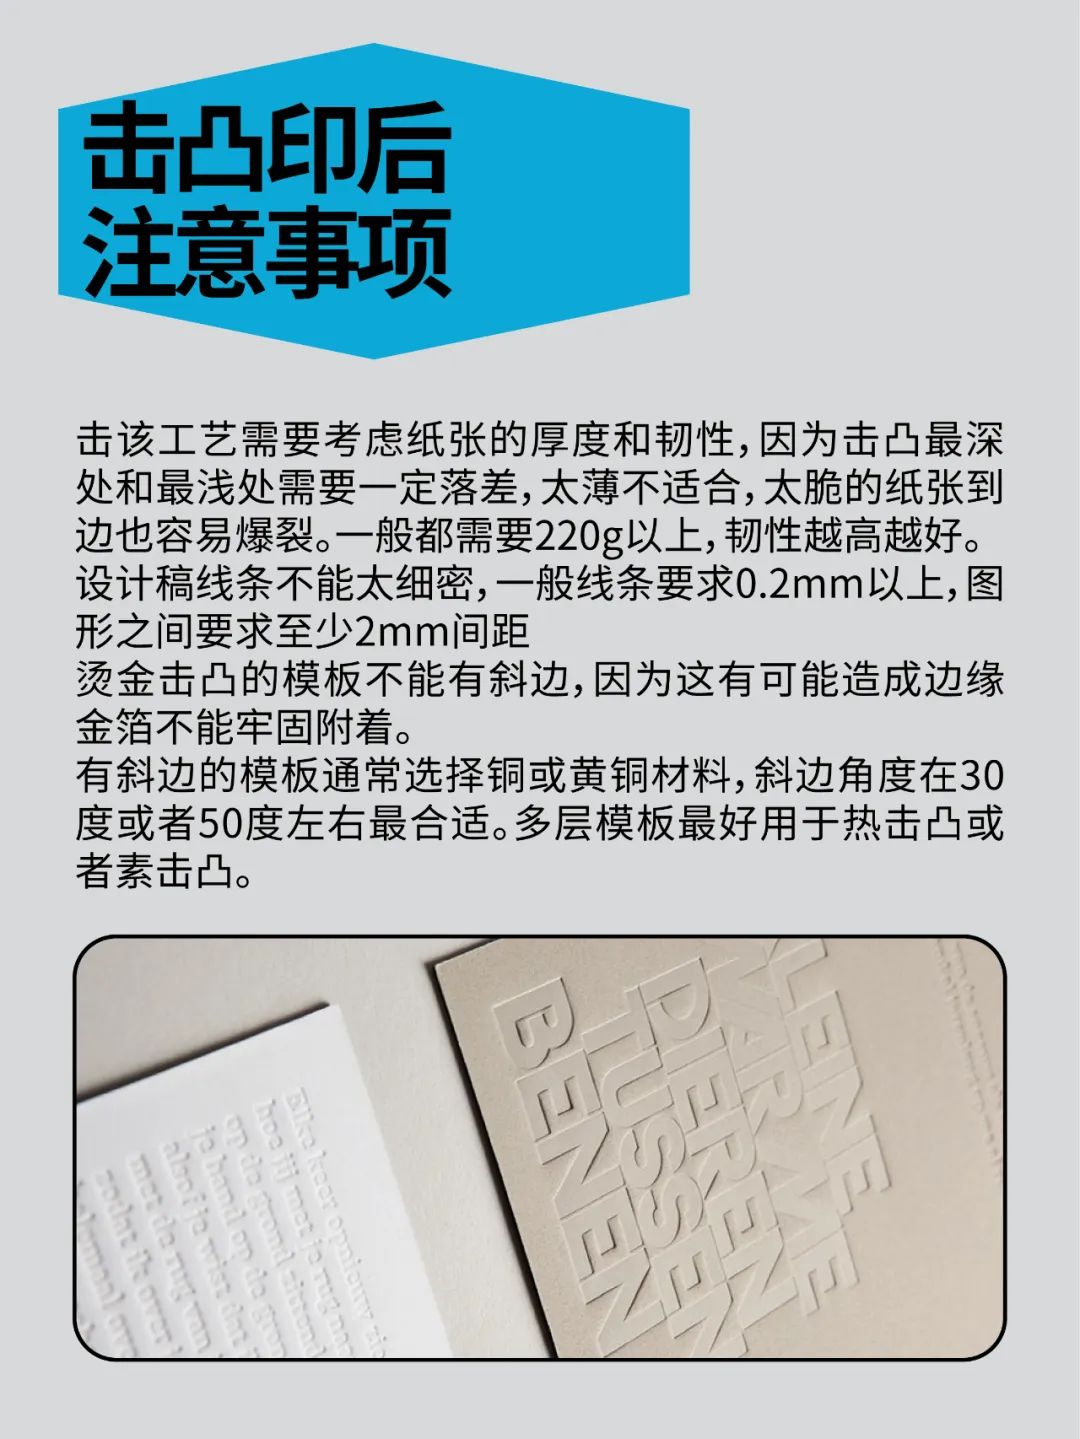 击凸印后
注意事项
击该工艺需要考虑纸张的厚度和韧性，因为击凸最深
处和最浅处需要一定落差，太薄不适合，太脆的纸张到
边也容易爆裂。一般都需要220g以上，韧性越高越好。
设计稿线条不能太细密，一般线条要求0.2mm以上，图
形之间要求至少2mm间距
烫金击凸的模板不能有斜边，因为这有可能造成边缘
金箔不能牢固附着。
有斜边的模板通常选择铜或黄铜材料，斜边角度在30
度或者50度左右最合适。多层模板最好用于热击凸或
者素击凸。
Elke keer opnieuw
hoe jij met je rug naa
op de grond zittend
je hand op de gron
alsof je wist dat
met de rug van
zodat ik over
KLEINE
WARME
DIEREN
TUSSEN
BENEN